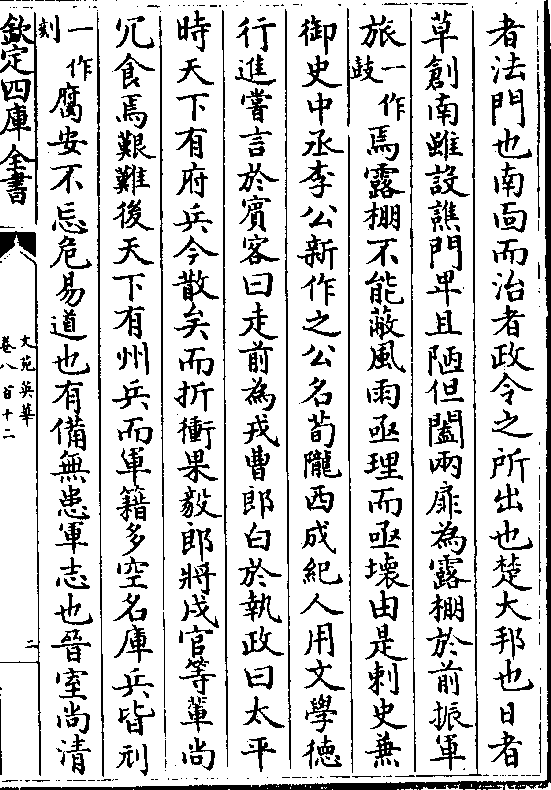 者法門也南面而治者政令之所出也楚大邦也日者
草創南雖設譙門卑且陋但闔兩扉為露棚於前振軍
旅一作鼓焉露棚不能蔽風雨亟理而亟壞由是刺史兼
御史中丞李公新作之公名荀隴西成紀人用文學德
行進嘗言於賓客曰走前為戎曹郎白於執政曰太平
時天下有府兵今散矣而折衝果毅郎將戍官等輩尚
冗食焉艱難後天下有州兵而軍籍多空名庫兵皆刓
一作刻腐安不忘危易道也有備無患軍志也晉室尚清
欽定四庫全書
文苑英華
卷八百十二
二